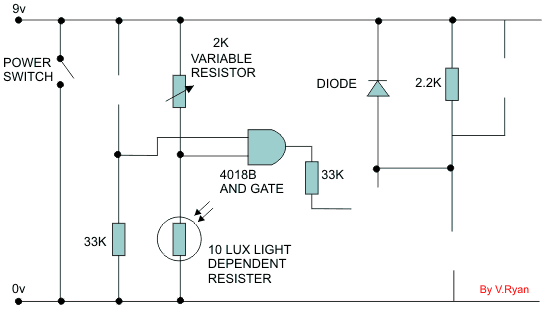 9v
POWER
SWITCH
2K
VARIABLE
RESISTOR
DIODE
2.2K
4018B
AND GATE
33K
33K
10 LUX LIGHT
DEPENDENT
RESISTER
0v
By V.Ryan